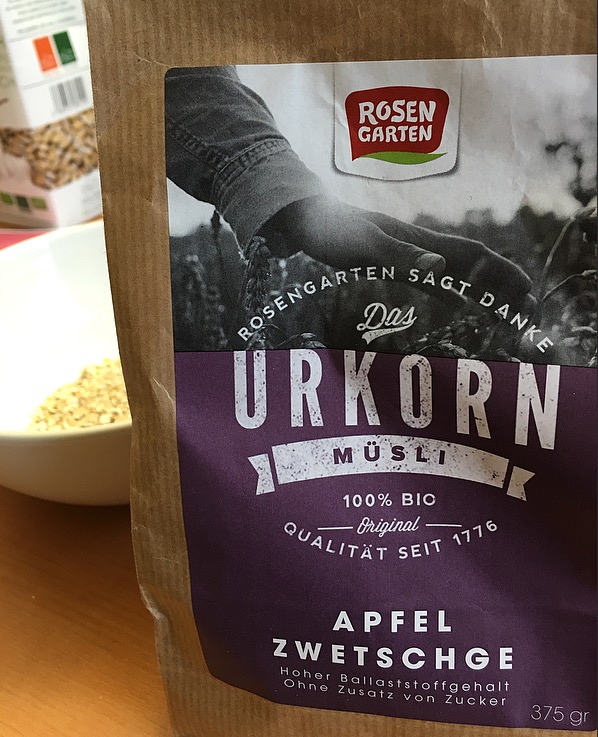 ROSEN
GARTEN
ROSENGARTEN SAGT DANKE
Das
URKORN
MÜSLI
100% BIO
Original
QUALITÄT SEIT 1776
APFEL
ZWETSCHGE
Hoher Ballaststoffgehalt
Ohne Zusatz von Zucker
375 gr